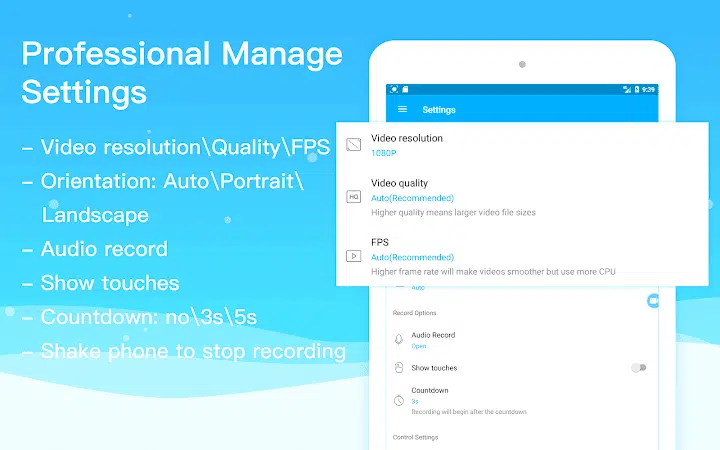 Professional Manage
Settings
– Video resolution\Quality\FPS
– Orientation: Auto\Portrait\
Landscape
– Audio record
– Show touches
– Countdown: no\3s\5s
– Shake phone to stop recording
9:39
Settings
Video resolution
1080P
HQ
Video quality
Auto(Recommended)
Higher quality means larger video file sizes
FPS
Auto(Recommended)
Higher frame rate will make videos smoother but use more CPU
Auto
Record Options
Audio Record
Open
Show touches
Countdown
3s
Recording will begin after the countdown
Control Settings